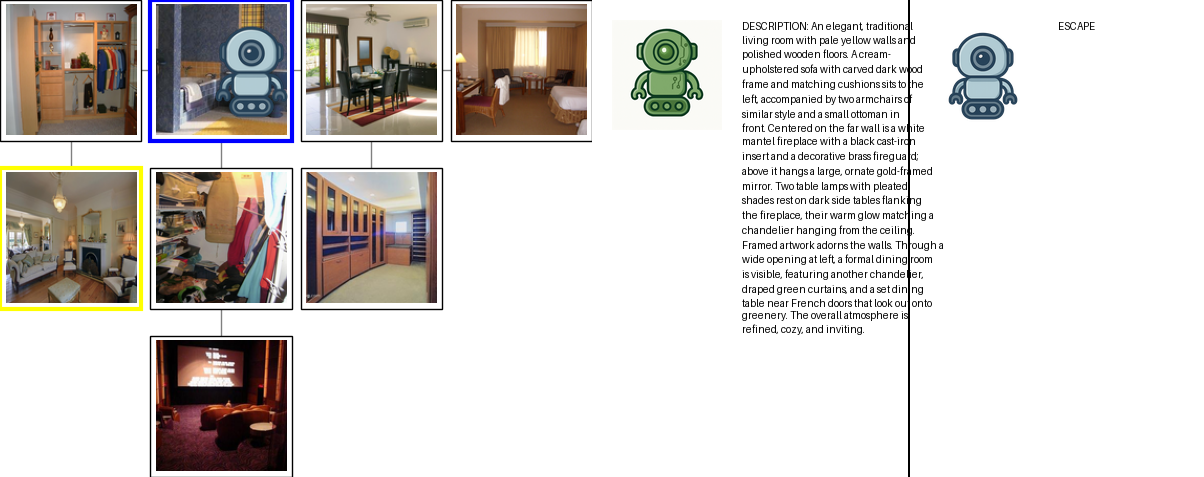 DESCRIPTION: An elegant, traditional
living room with pale yellow walls and
polished wooden floors. A cream-
upholstered sofa with carved dark wood
frame and matching cushions sits to the
left, accompanied by two armchairs of
similar style and a small ottoman in
front. Centered on the far wall is a white
mantel fireplace with a black cast-iron
insert and a decorative brass fireguard;
above it hangs a large, ornate gold-framed
mirror. Two table lamps with pleated
shades rest on dark side tables flanking
the fireplace, their warm glow matching a
chandelier hanging from the ceiling.
Framed artwork adorns the walls. Through a
wide opening at left, a formal dining room
is visible, featuring another chandelier,
draped green curtains, and a set dining
table near French doors that look out onto
greenery. The overall atmosphere is
refined, cozy, and inviting.
ESCAPE